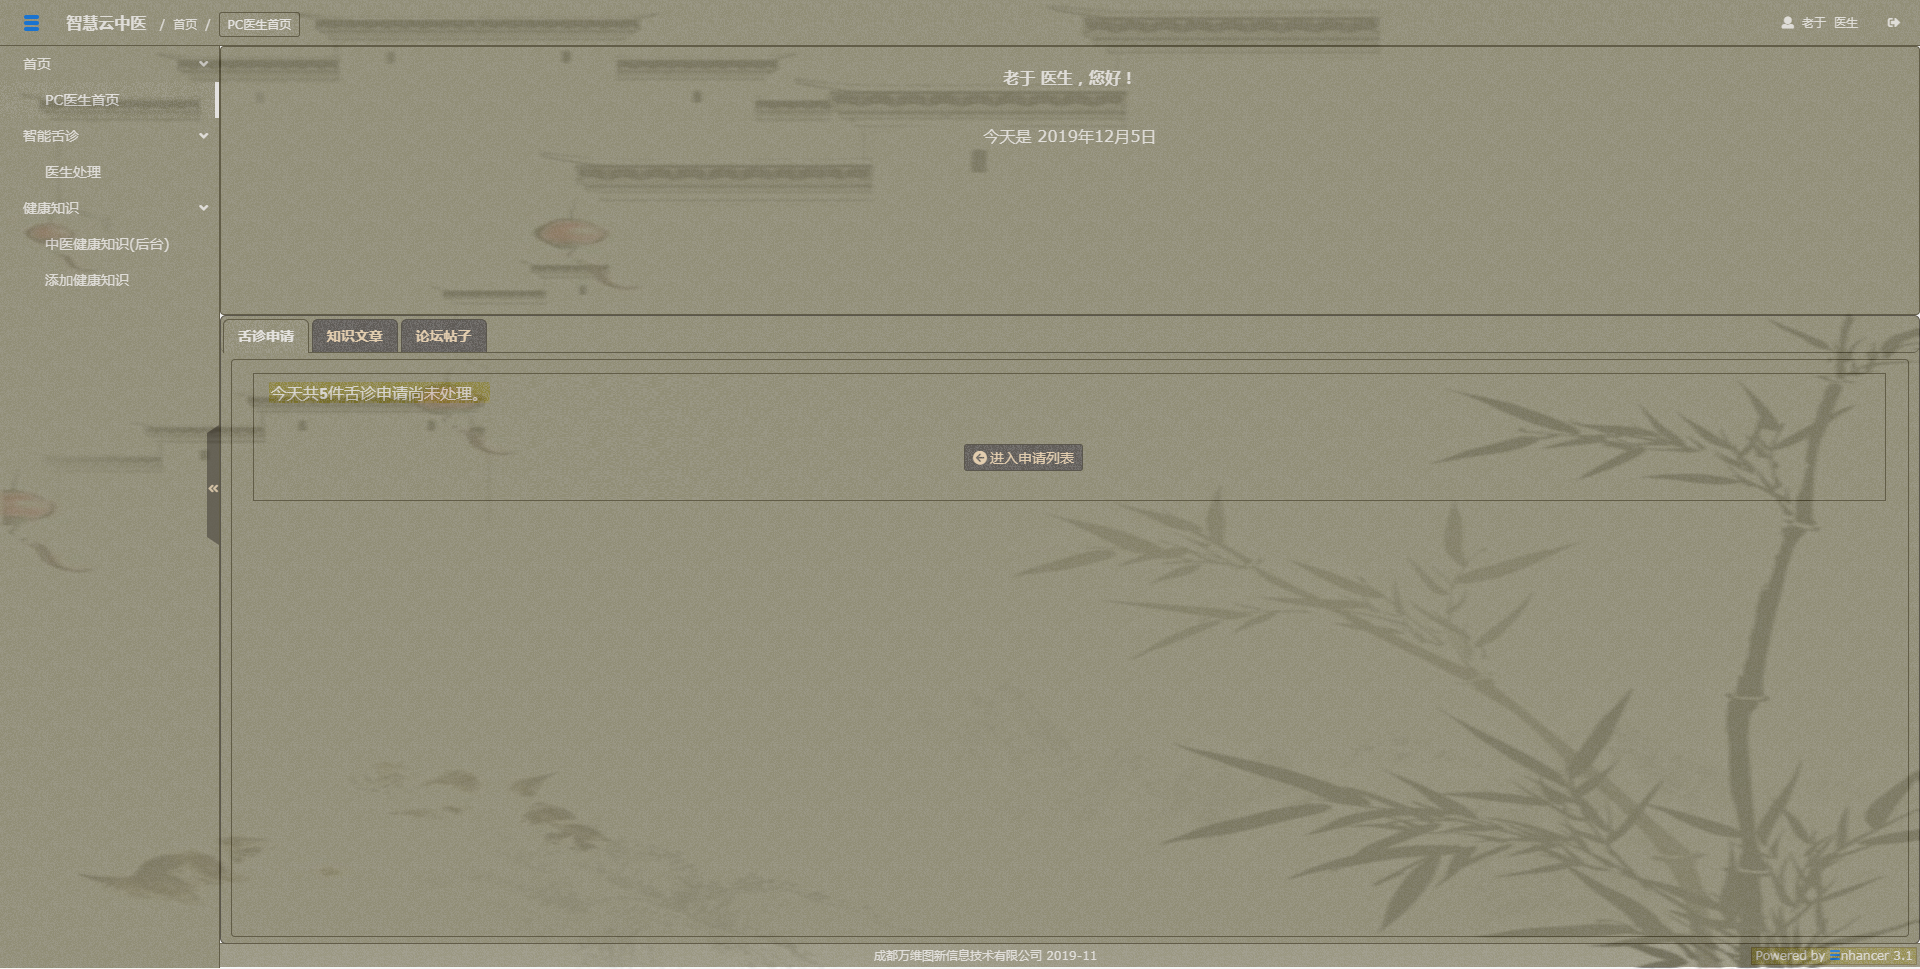 智慧云中医 / 首页 / PC医生首页
老于 医生
首页
PC医生首页
智能舌诊
医生处理
健康知识
中医健康知识(后台)
添加健康知识
老于 医生，您好！
今天是 2019年12月5日
舌诊申请 知识文章 论坛帖子
今天共5件舌诊申请尚未处理。
进入申请列表
成都万维图新信息技术有限公司 2019-11
Powered by Enhancer 3.1